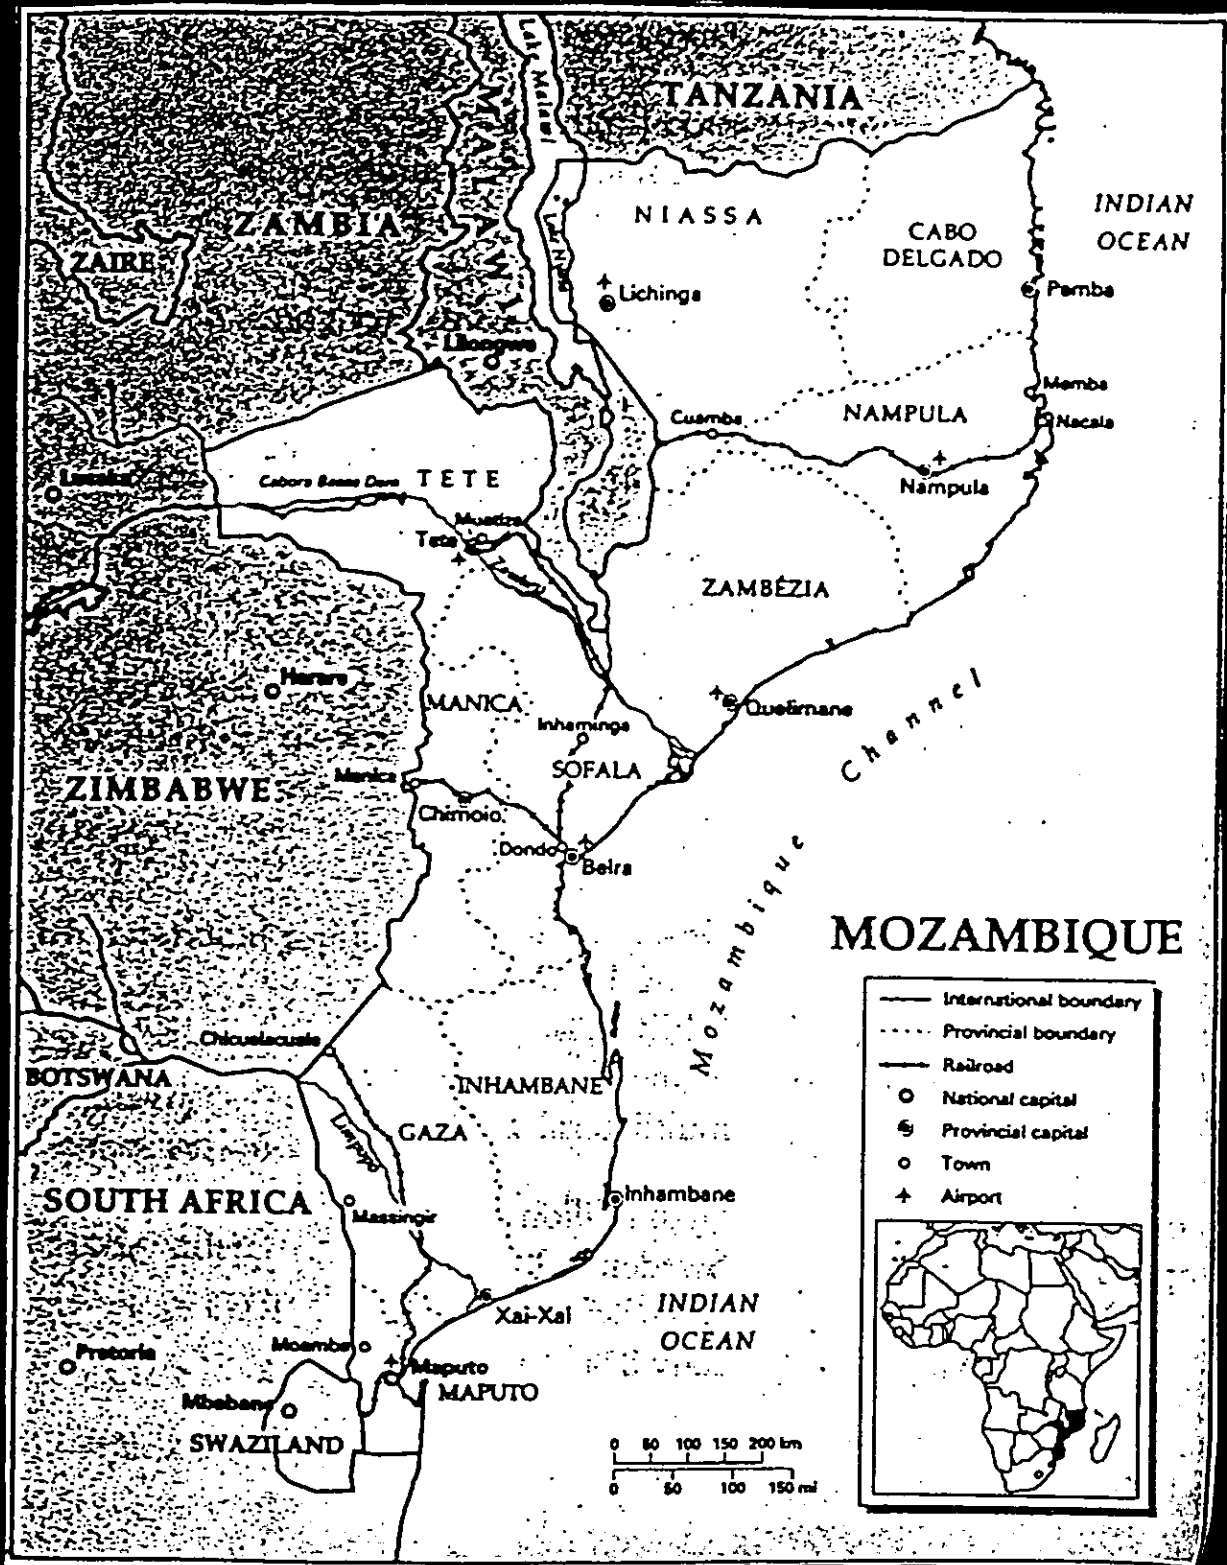 TANZANIA
Lake Malawi
MALAWI
ZAMBIA
ZAIRE
NIASSA
CABO
DELGADO
INDIAN
OCEAN
Lichinga
Pemba
Lilongwe
Memba
Nacala
Cuamba
NAMPULA
Nampula
Lusaka
Cabora Bassa Dam
TETE
Moatize
Tete
ZAMBÉZIA
Harare
MANICA
Inhaminga
Quelimane
SOFALA
ZIMBABWE
Manica
Chimoio
Dondo
Beira
Mozambique Channel
MOZAMBIQUE
International boundary
Provincial boundary
Railroad
National capital
Provincial capital
Town
Airport
Chicualacuala
BOTSWANA
INHAMBANE
GAZA
Limpopo
SOUTH AFRICA
Massingir
Inhambane
Xai-Xai
INDIAN
OCEAN
Moamba
Pretoria
Maputo
MAPUTO
Mbabane
SWAZILAND
0 50 100 150 200 km
0 50 100 150 mi